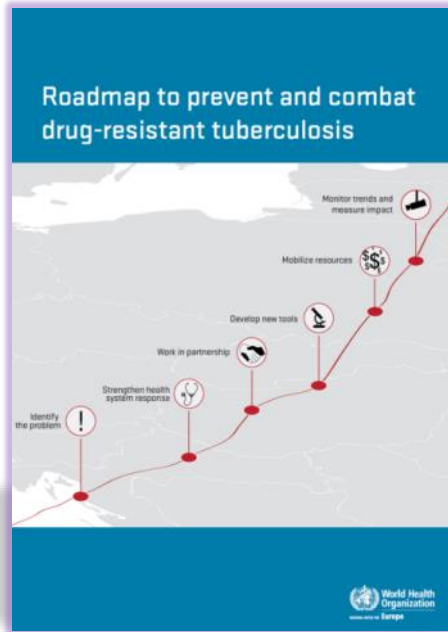 Roadmap to prevent and combat
drug-resistant tuberculosis
Monitor trends and
measure impact
Mobilize resources
Develop new tools
Work in partnership
Strengthen health
system response
Identify
the problem
!
$ $ $ $ $
World Health
Organization
Europe